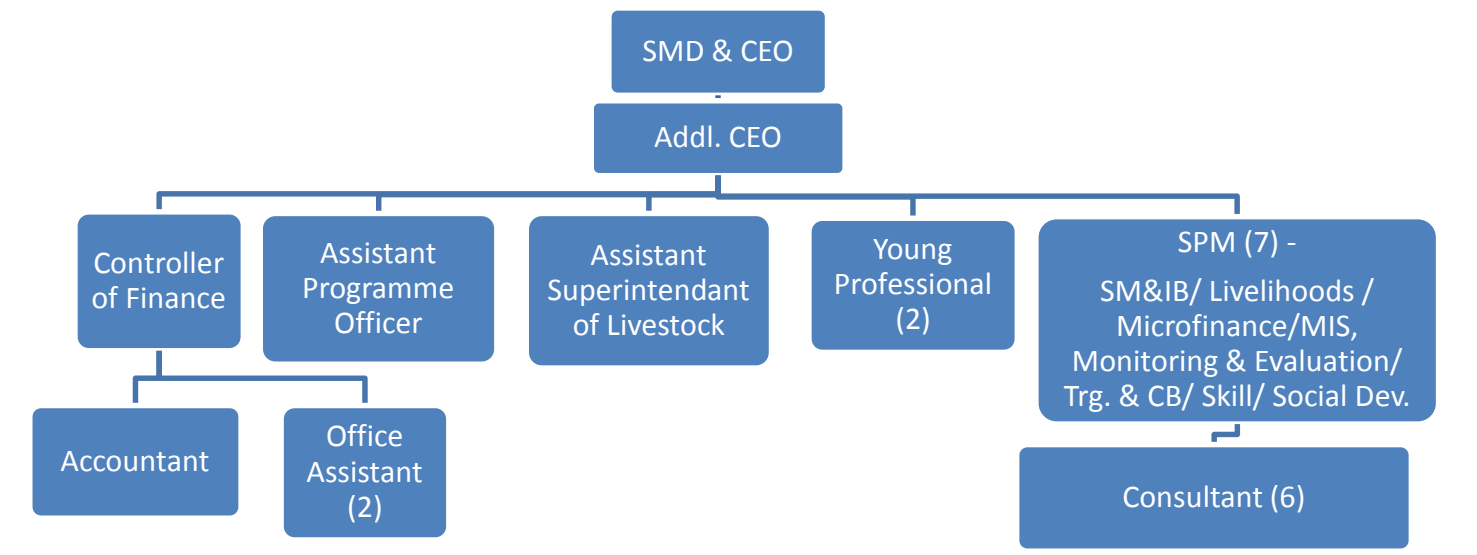 SMD & CEO
Addl. CEO
Controller
of Finance
Assistant
Programme
Officer
Assistant
Superintendant
of Livestock
Young
Professional
(2)
SPM (7) -
SM&IB/ Livelihoods /
Microfinance/MIS,
Monitoring & Evaluation/
Trg. & CB/ Skill/ Social Dev.
Accountant
Office
Assistant
(2)
Consultant (6)